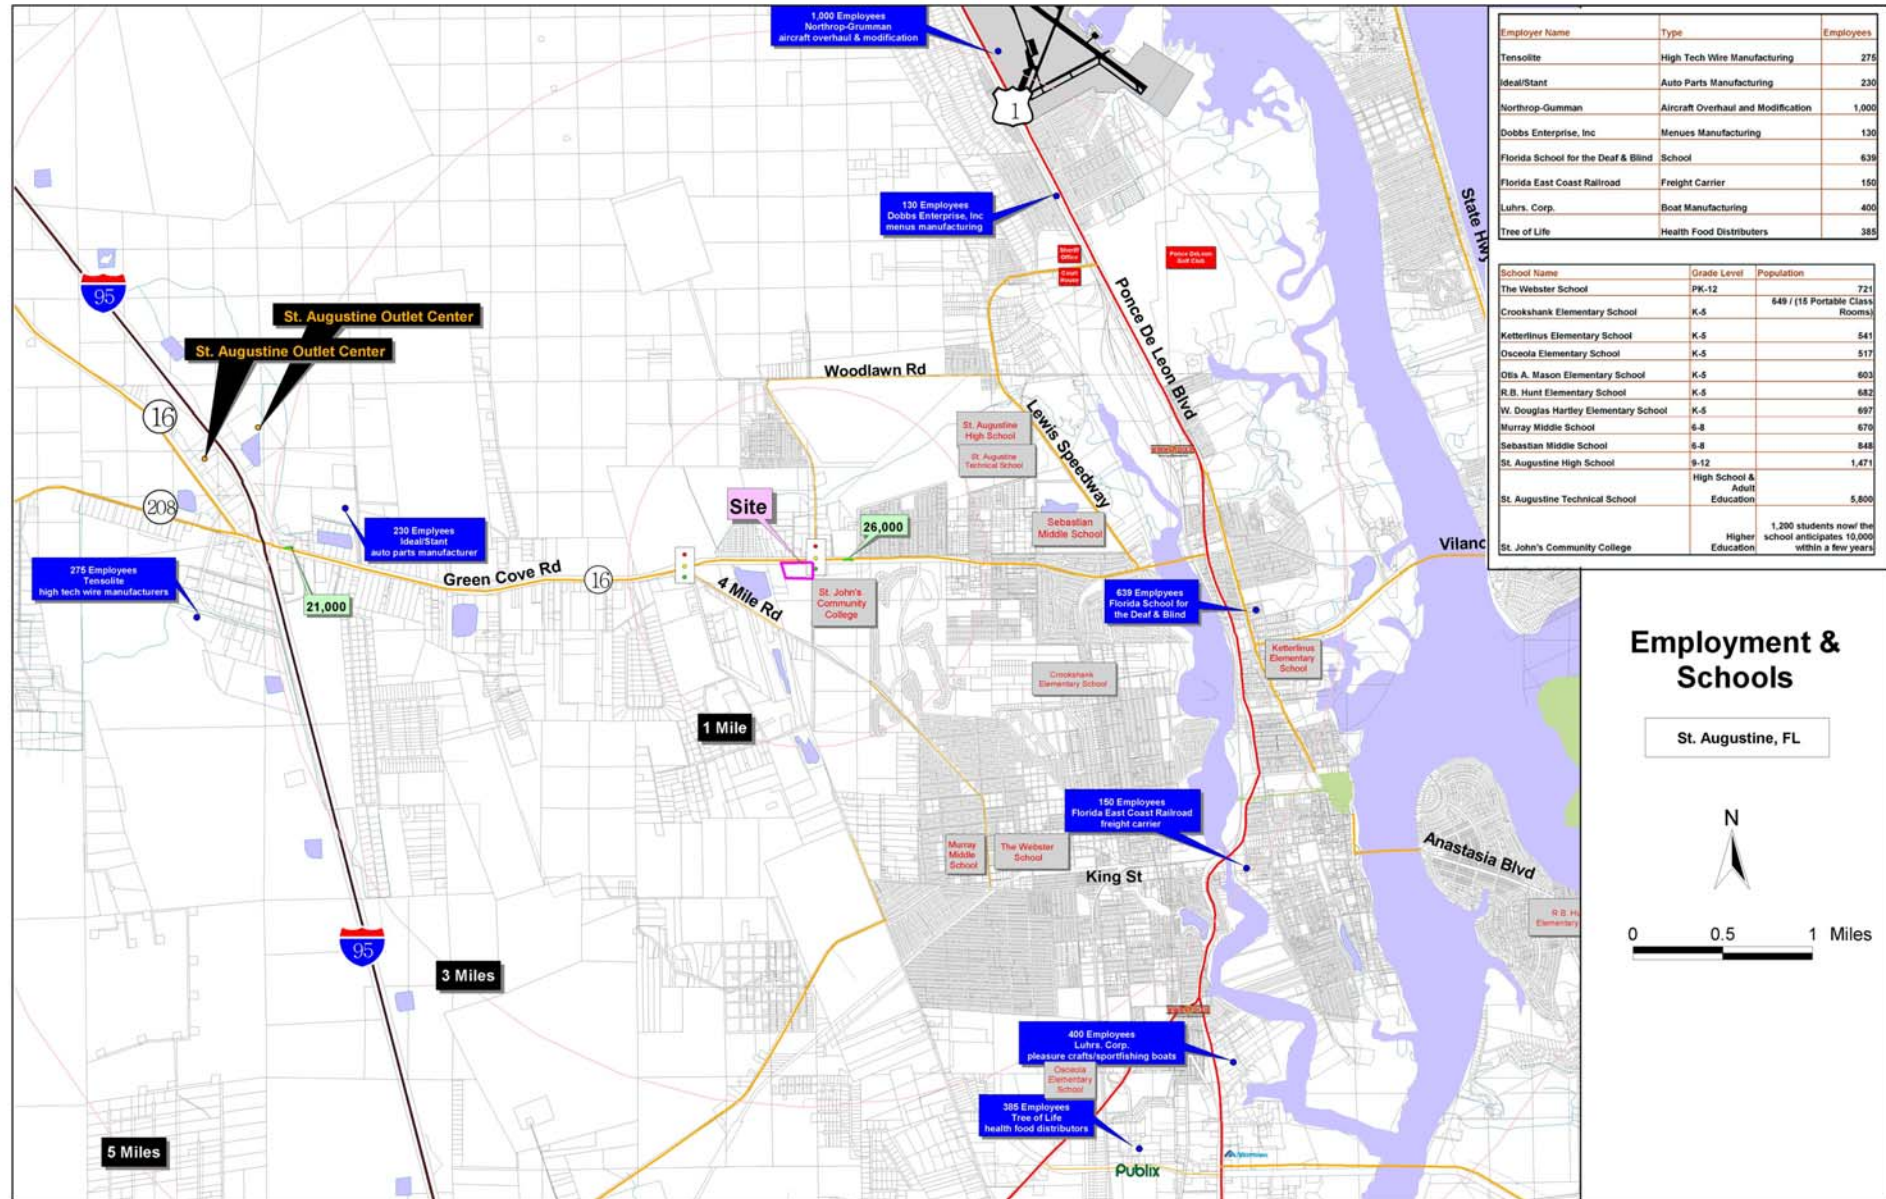 1,000 Employees
Northrop-Grumman
aircraft overhaul & modification
1
130 Employees
Dobbs Enterprise, Inc
menus manufacturing
Sheriff
Office
Court
House
Ponce DeLeon
Golf Club
State Hwy
Ponce De Leon Blvd
95
St. Augustine Outlet Center
St. Augustine Outlet Center
16
208
Woodlawn Rd
Lewis Speedway
St. Augustine
High School
St. Augustine
Technical School
Sebastian
Middle School
Site
26,000
230 Emplyees
Ideal/Stant
auto parts manufacturer
275 Employees
Tensolite
high tech wire manufacturers
21,000
Green Cove Rd
16
4 Mile Rd
St. John's
Community
College
639 Emplpyees
Florida School for
the Deaf & Blind
Vilanc
Ketterlinus
Elementary
School
Crookshank
Elementary School
1 Mile
150 Employees
Florida East Coast Railroad
freight carrier
Murray
Middle
School
The Webster
School
King St
Anastasia Blvd
R.B. Hu
Elementary
95
3 Miles
400 Employees
Luhrs. Corp.
pleasure crafts/sportfishing boats
Osceola
Elementary
School
385 Employees
Tree of Life
health food distributors
5 Miles
Publix
Employer Name Type Employees
Tensolite High Tech Wire Manufacturing 275
Ideal/Stant Auto Parts Manufacturing 230
Northrop-Gumman Aircraft Overhaul and Modification 1,000
Dobbs Enterprise, Inc Menues Manufacturing 130
Florida School for the Deaf & Blind School 639
Florida East Coast Railroad Freight Carrier 150
Luhrs. Corp. Boat Manufacturing 400
Tree of Life Health Food Distributers 385
School Name Grade Level Population
The Webster School PK-12 721
649 / (15 Portable Class
Crookshank Elementary School K-5 Rooms)
Ketterlinus Elementary School K-5 541
Osceola Elementary School K-5 517
Otis A. Mason Elementary School K-5 603
R.B. Hunt Elementary School K-5 682
W. Douglas Hartley Elementary School K-5 697
Murray Middle School 6-8 670
Sebastian Middle School 6-8 848
St. Augustine High School 9-12 1,471
High School &
Adult
St. Augustine Technical School Education 5,800
1,200 students now/ the
Higher school anticipates 10,000
St. John's Community College Education within a few years
Employment &
Schools
St. Augustine, FL
N
0 0.5 1 Miles